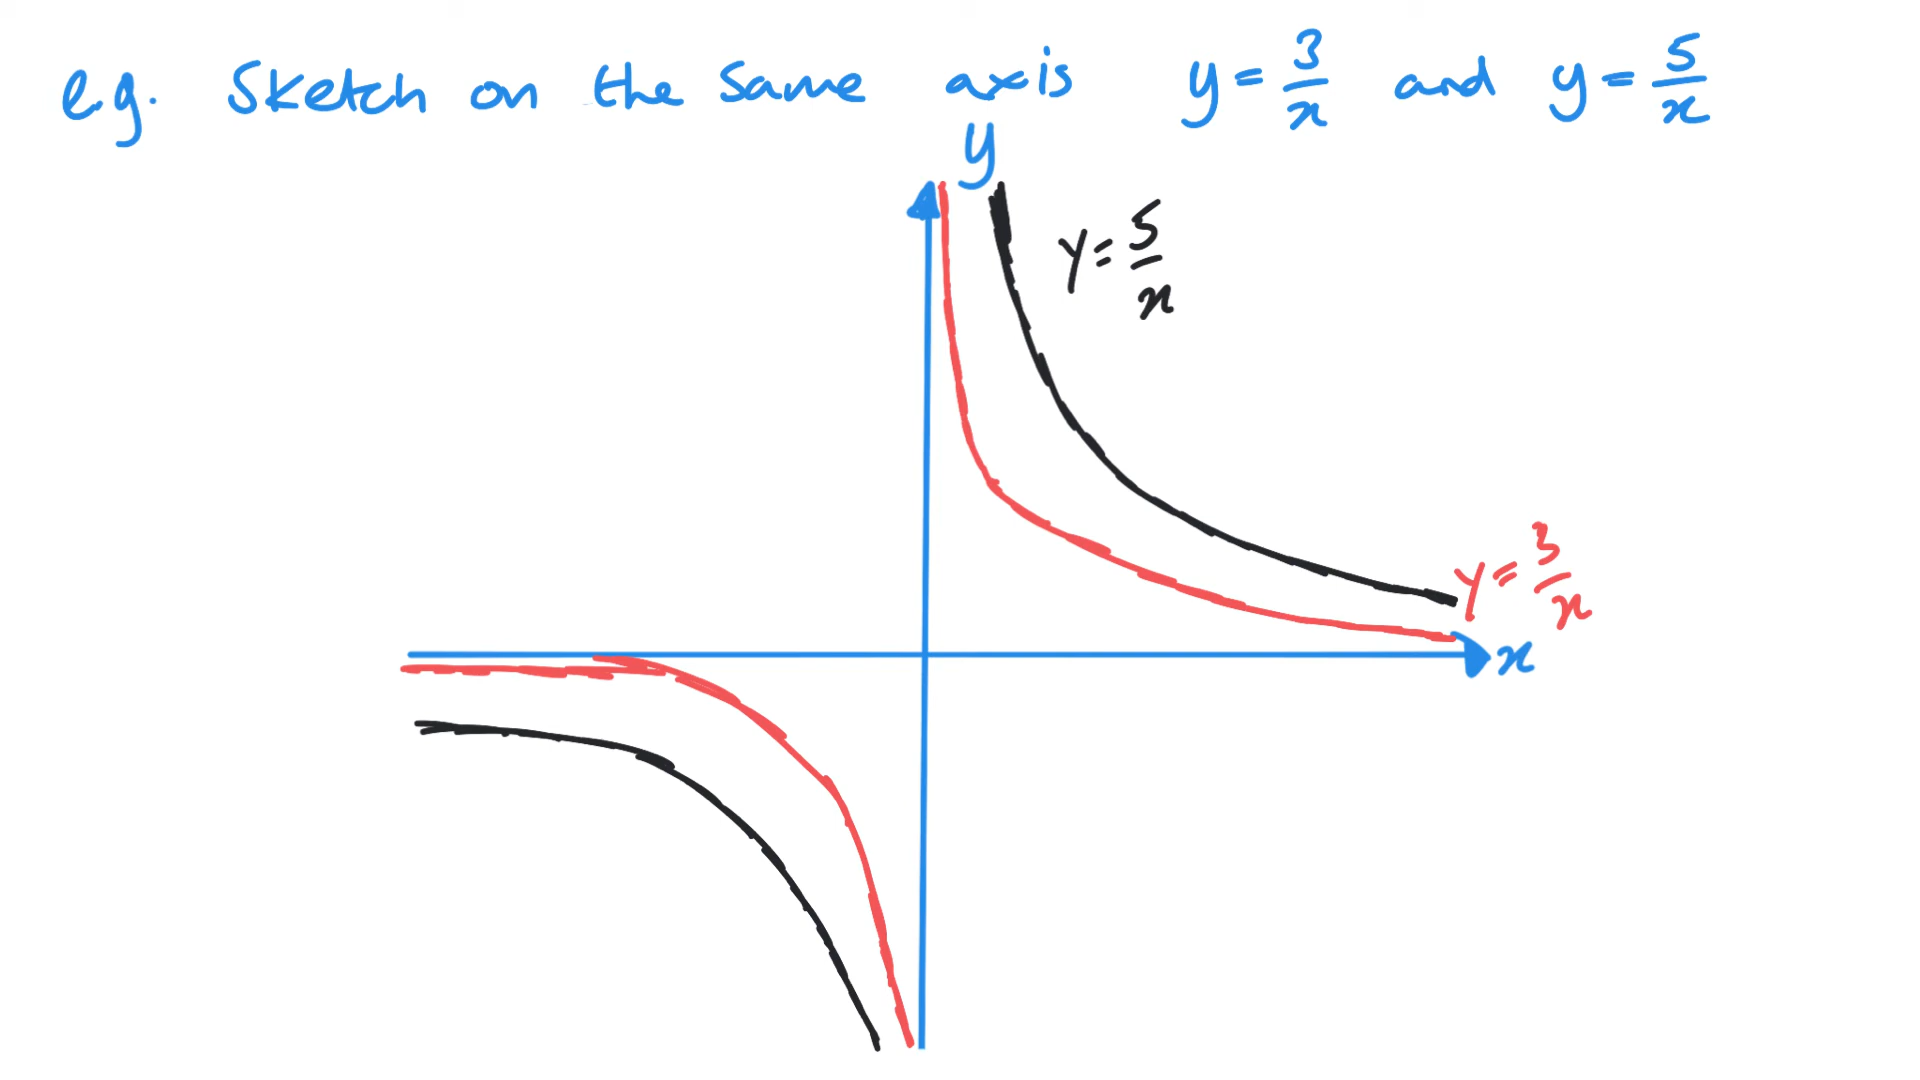 e.g. Sketch on the same axis y = 3/x and y = 5/x
y
y = 5/x
y = 3/x
x